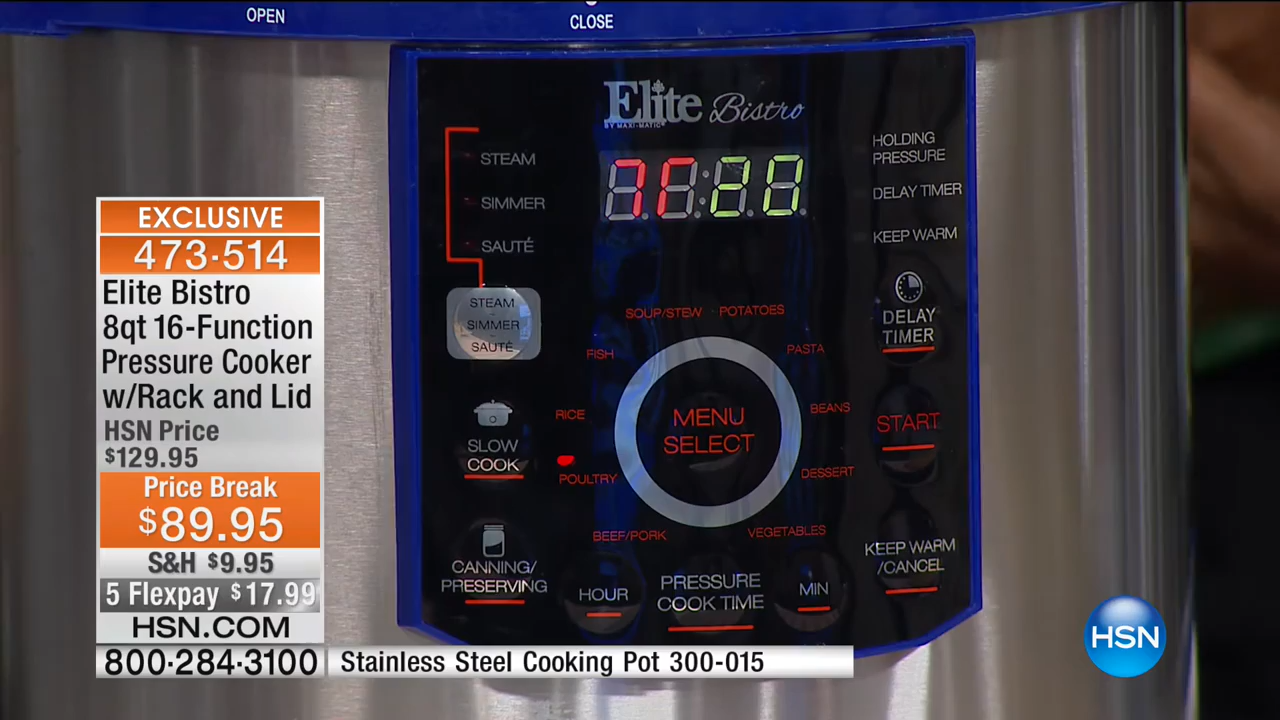 OPEN
CLOSE
Elite Bistro
BY MAXI-MATIC
STEAM
SIMMER
SAUTÉ
HOLDING
PRESSURE
DELAY TIMER
KEEP WARM
STEAM
SIMMER
SAUTÉ
DELAY
TIMER
SOUP/STEW
POTATOES
FISH
PASTA
RICE
BEANS
POULTRY
DESSERT
BEEF/PORK
VEGETABLES
MENU
SELECT
START
SLOW
COOK
CANNING/
PRESERVING
HOUR
PRESSURE
COOK TIME
MIN
KEEP WARM
/CANCEL
EXCLUSIVE
473-514
Elite Bistro
8qt 16-Function
Pressure Cooker
w/Rack and Lid
HSN Price
$129.95
Price Break
$89.95
S&H $9.95
5 Flexpay $17.99
HSN.COM
800-284-3100
Stainless Steel Cooking Pot 300-015
HSN